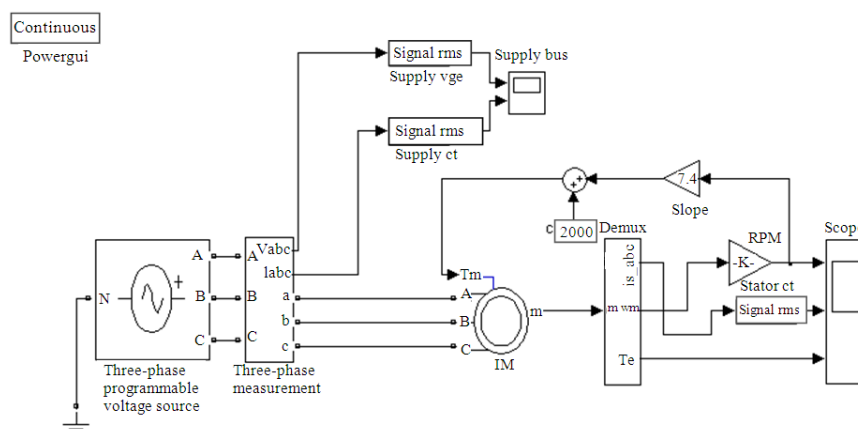 Continuous
Powergui
Signal rms
Supply vge
Supply bus
Signal rms
Supply ct
7.4
Slope
c 2000
Demux
RPM
Scope
-K-
Stator ct
Signal rms
is_abc
m wm
Te
N
A
B
C
+
Three-phase
programmable
voltage source
A
B
C
Vabc
Iabc
a
b
c
Three-phase
measurement
Tm
A
B
C
m
IM
++